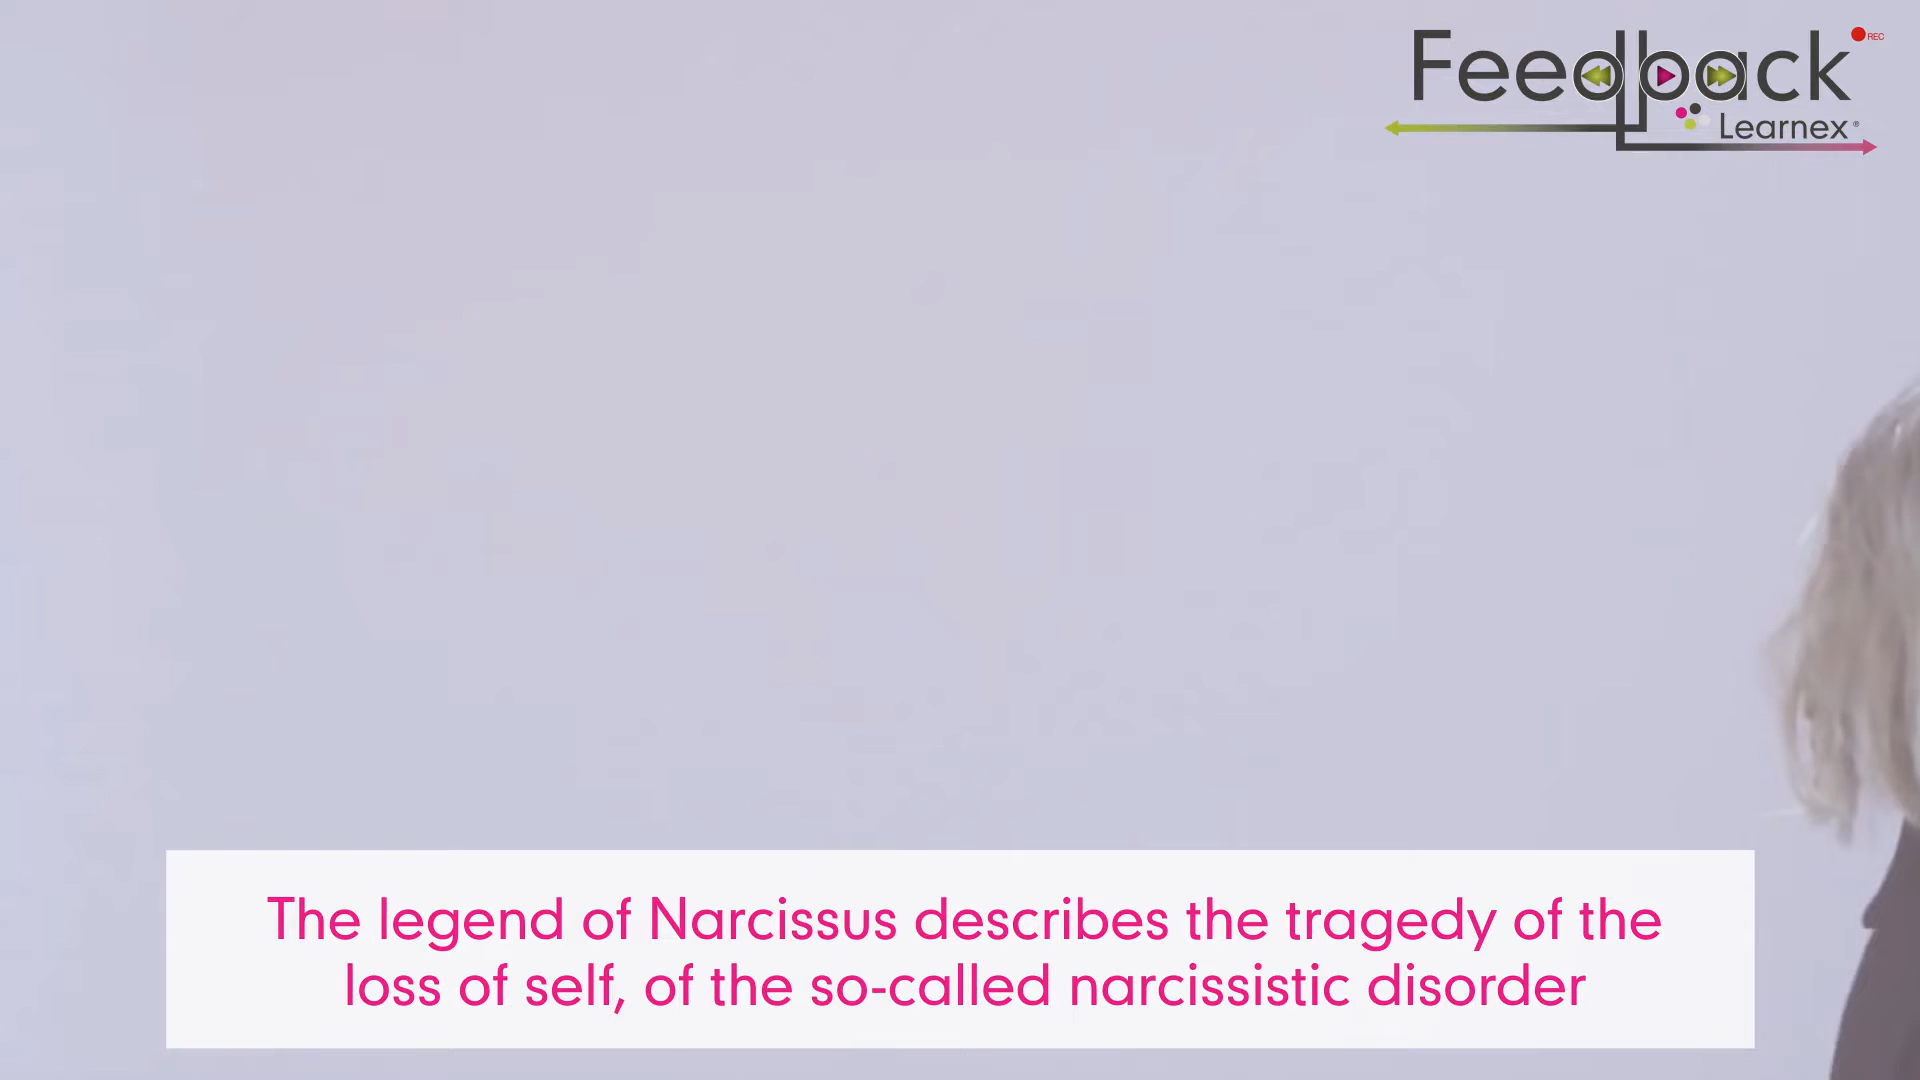 Feedback
REC
Learnex®
The legend of Narcissus describes the tragedy of the
loss of self, of the so-called narcissistic disorder